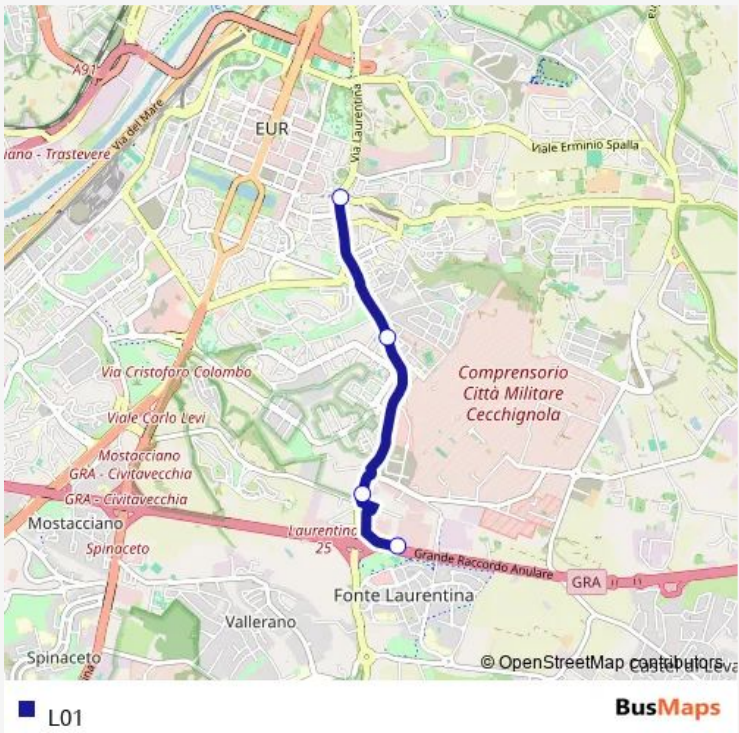 A91
Via del Mare
iana - Trastevere
EUR
Via Laurentina
Viale Erminio Spalla
Via Cristoforo Colombo
Comprensorio
Città Militare
Cecchignola
Viale Carlo Levi
Mostacciano
GRA - Civitavecchia
GRA - Civitavecchia
Mostacciano
Spinaceto
Laurentina
25
Grande Raccordo Anulare
GRA
Fonte Laurentina
Vallerano
Spinaceto
© OpenStreetMap contributors
L01
BusMaps